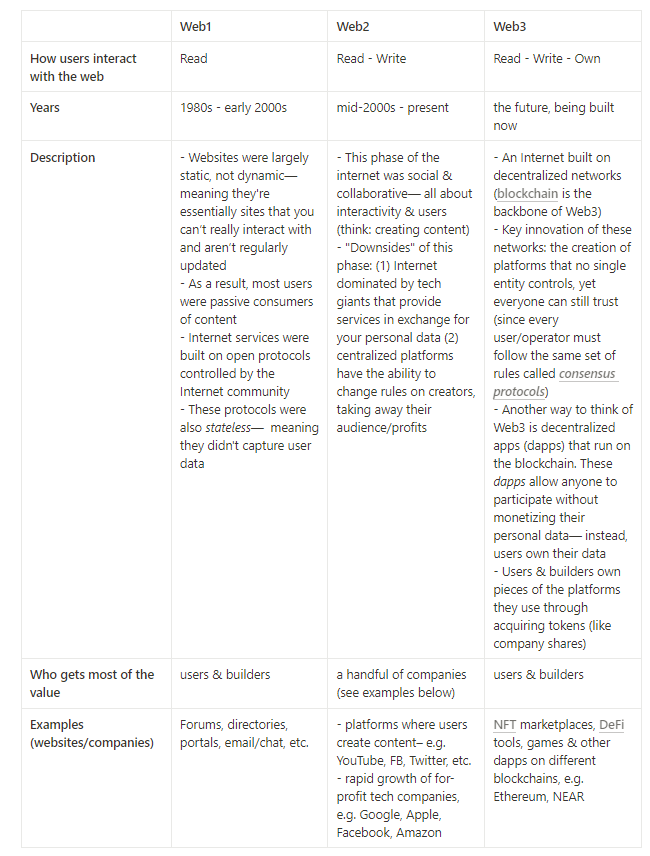 Web1
Web2
Web3
How users interact
with the web
Read
Read - Write
Read - Write - Own
Years
1980s - early 2000s
mid-2000s - present
the future, being built
now
Description
- Websites were largely
static, not dynamic—
meaning they're
essentially sites that you
can't really interact with
and aren't regularly
updated
- As a result, most users
were passive consumers
of content
- Internet services were
built on open protocols
controlled by the
Internet community
- These protocols were
also stateless— meaning
they didn't capture user
data
- This phase of the
internet was social &
collaborative— all about
interactivity & users
(think: creating content)
- "Downsides" of this
phase: (1) Internet
dominated by tech
giants that provide
services in exchange for
your personal data (2)
centralized platforms
have the ability to
change rules on creators,
taking away their
audience/profits
- An Internet built on
decentralized networks
(blockchain is the
backbone of Web3)
- Key innovation of these
networks: the creation of
platforms that no single
entity controls, yet
everyone can still trust
(since every
user/operator must
follow the same set of
rules called consensus
protocols)
- Another way to think of
Web3 is decentralized
apps (dapps) that run on
the blockchain. These
dapps allow anyone to
participate without
monetizing their
personal data— instead,
users own their data
- Users & builders own
pieces of the platforms
they use through
acquiring tokens (like
company shares)
Who gets most of the
value
users & builders
a handful of companies
(see examples below)
users & builders
Examples
(websites/companies)
Forums, directories,
portals, email/chat, etc.
- platforms where users
create content– e.g.
YouTube, FB, Twitter, etc.
- rapid growth of for-
profit tech companies,
e.g. Google, Apple,
Facebook, Amazon
NFT marketplaces, DeFi
tools, games & other
dapps on different
blockchains, e.g.
Ethereum, NEAR